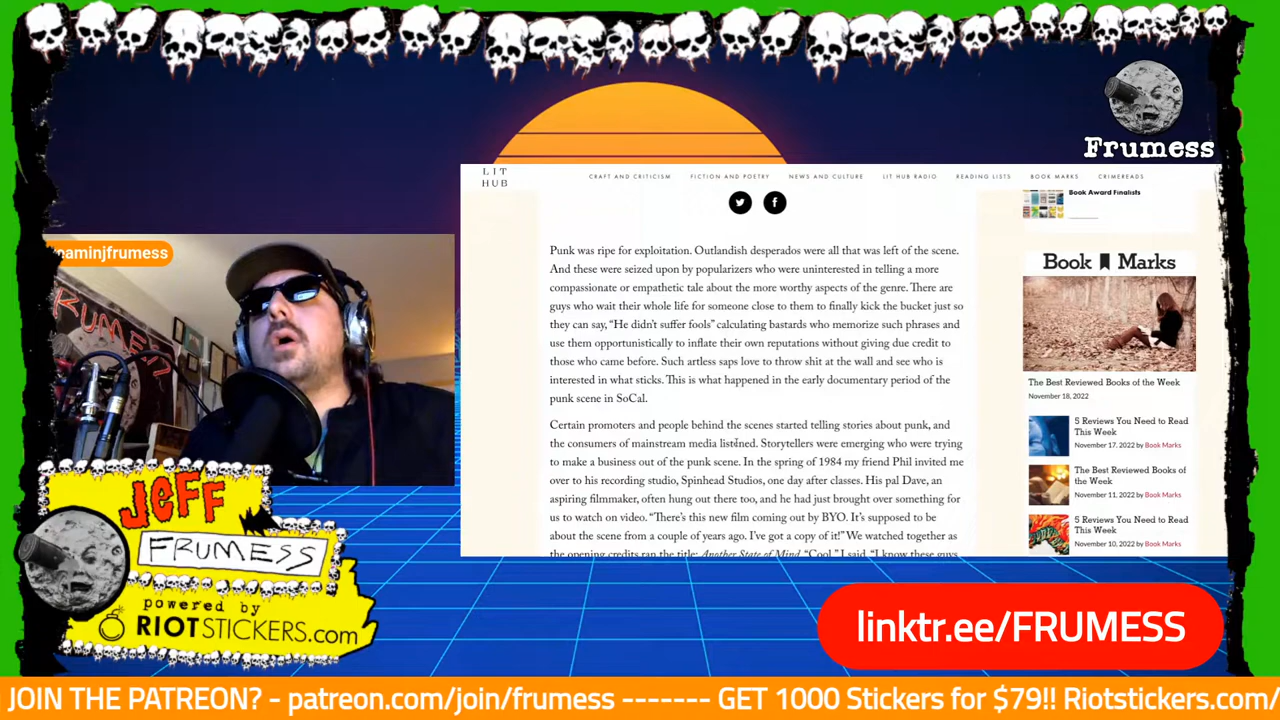 Frumess
LIT
HUB
CRAFT AND CRITICISM
FICTION AND POETRY
NEWS AND CULTURE
LIT HUB RADIO
READING LISTS
BOOK MARKS
CRIMEREADS
Book Award Finalists
Punk was ripe for exploitation. Outlandish desperados were all that was left of the scene.
And these were seized upon by popularizers who were uninterested in telling a more
compassionate or empathetic tale about the more worthy aspects of the genre. There are
guys who wait their whole life for someone close to them to finally kick the bucket just so
they can say, “He didn’t suffer fools” calculating bastards who memorize such phrases and
use them opportunistically to inflate their own reputations without giving due credit to
those who came before. Such artless saps love to throw shit at the wall and see who is
interested in what sticks. This is what happened in the early documentary period of the
punk scene in SoCal.
Certain promoters and people behind the scenes started telling stories about punk, and
the consumers of mainstream media listened. Storytellers were emerging who were trying
to make a business out of the punk scene. In the spring of 1984 my friend Phil invited me
over to his recording studio, Spinhead Studios, one day after classes. His pal Dave, an
aspiring filmmaker, often hung out there too, and he had just brought over something for
us to watch on video. “There’s this new film coming out by BYO. It’s supposed to be
about the scene from a couple of years ago. I’ve got a copy of it!” We watched together as
the opening credits ran the title: Another State of Mind. “Cool,” I said. “I know these guys
Book Marks
The Best Reviewed Books of the Week
November 18, 2022
5 Reviews You Need to Read
This Week
November 17, 2022 by Book Marks
The Best Reviewed Books of
the Week
November 11, 2022 by Book Marks
5 Reviews You Need to Read
This Week
November 10, 2022 by Book Marks
eaminjfrumess
JEFF
FRUMESS
powered by
RIOTSTICKERS.com
linktr.ee/FRUMESS
JOIN THE PATREON? - patreon.com/join/frumess ------- GET 1000 Stickers for $79!! Riotstickers.com/